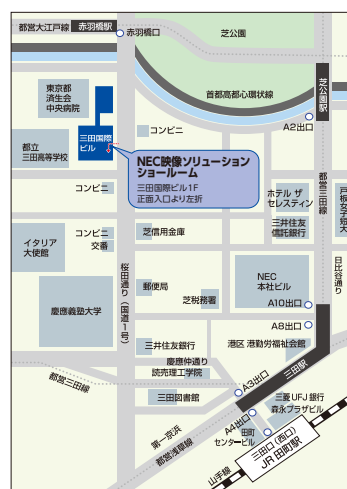 都営大江戸線
赤羽橋駅
赤羽橋口
芝公園
首都高都心環状線
芝公園駅
A2出口
東京都
済生会
中央病院
三田国際
ビル
コンビニ
都立
三田高等学校
NEC映像ソリューション
ショールーム
三田国際ビル1F
正面入口より左折
都営三田線
コンビニ
ホテル ザ
セレスティン
戸板女子短大
イタリア
大使館
コンビニ
交番
芝信用金庫
三井住友
信託銀行
日比谷通り
桜田通り（国道1号）
郵便局
芝税務署
NEC
本社ビル
慶應義塾大学
A10出口
A8出口
三井住友銀行
港区 港勤労福祉会館
慶應仲通り
読売理工学院
三田駅
都営三田線
A3出口
三田図書館
三菱UFJ銀行
森永プラザビル
A4出口
第一京浜
都営浅草線
田町
センタービル
三田口（西口）
JR田町駅
山手線